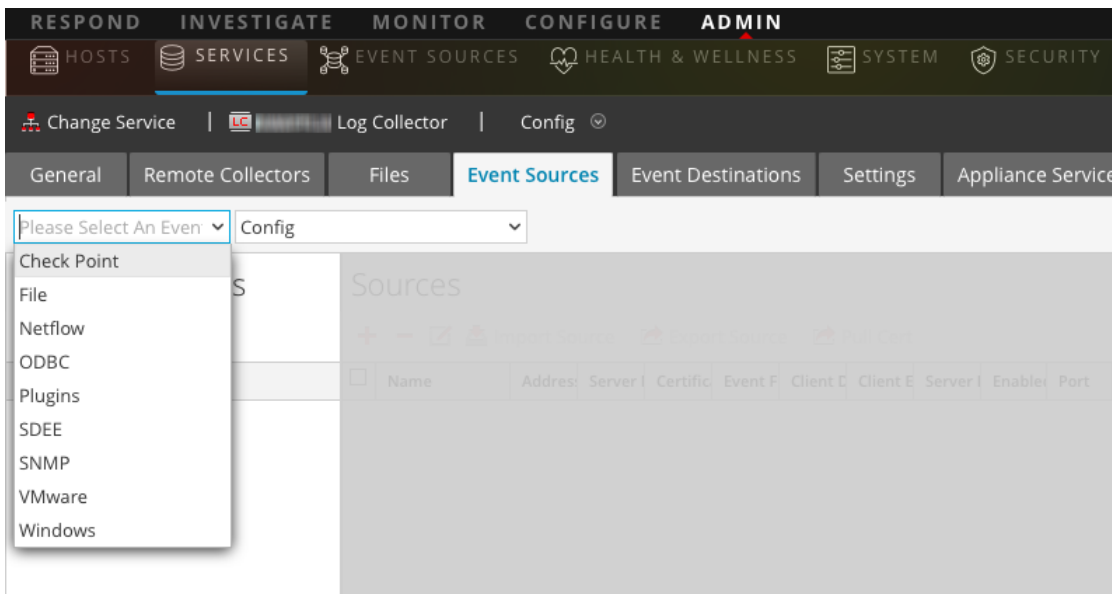 RESPOND INVESTIGATE MONITOR CONFIGURE ADMIN
HOSTS SERVICES EVENT SOURCES HEALTH & WELLNESS SYSTEM SECURITY
Change Service | LC Log Collector | Config
General Remote Collectors Files Event Sources Event Destinations Settings Appliance Service
Please Select An Even Config
Check Point
s Sources
File
Netflow
Import Source Export Source
ODBC
Name Addres Server Certific Event F Client D Client E Server Enable Port
Plugins
SDEE
SNMP
VMware
Windows